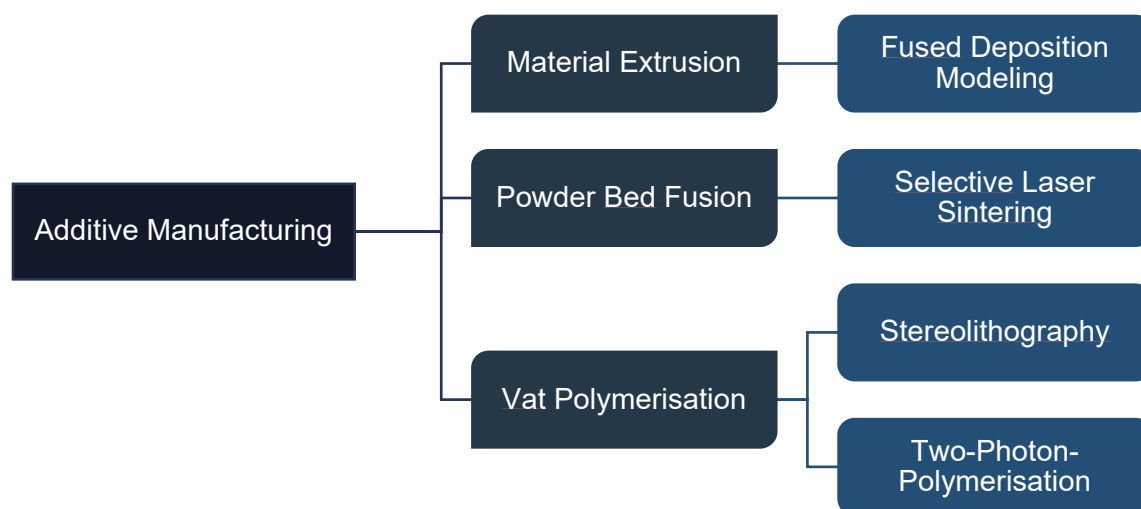 Additive Manufacturing
Material Extrusion
Fused Deposition
Modeling
Powder Bed Fusion
Selective Laser
Sintering
Vat Polymerisation
Stereolithography
Two-Photon-
Polymerisation